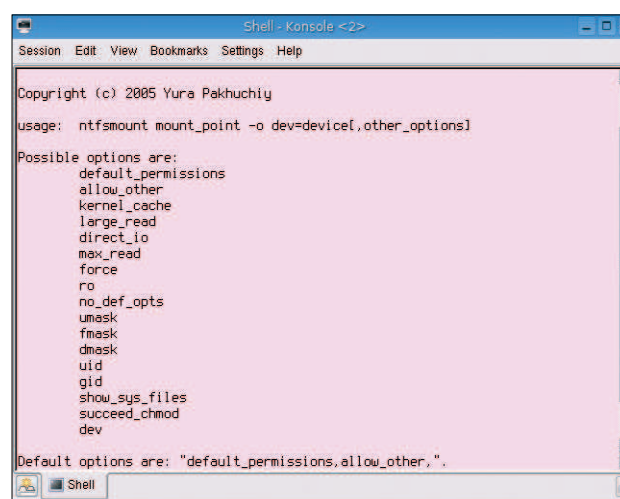 Shell - Konsole <2>
Session Edit View Bookmarks Settings Help
Copyright (c) 2005 Yura Pakhuchiy
usage: ntfsmount mount_point -o dev=device[,other_options]
Possible options are:
default_permissions
allow_other
kernel_cache
large_read
direct_io
max_read
force
ro
no_def_opts
umask
fmask
dmask
uid
gid
show_sys_files
succeed_chmod
dev
Default options are: "default_permissions,allow_other,".
Shell